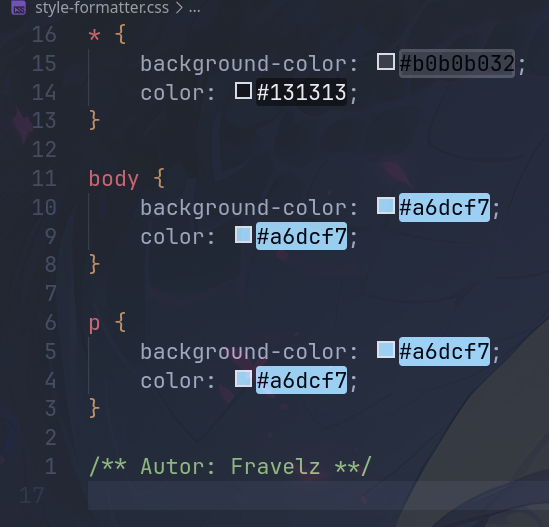 style-formatter.css > ...
16 * {
15 background-color: #b0b0b032;
14 color: #131313;
13 }
12
11 body {
10 background-color: #a6dcf7;
9 color: #a6dcf7;
8 }
7
6 p {
5 background-color: #a6dcf7;
4 color: #a6dcf7;
3 }
2
1 /** Autor: Fravelz **/
17